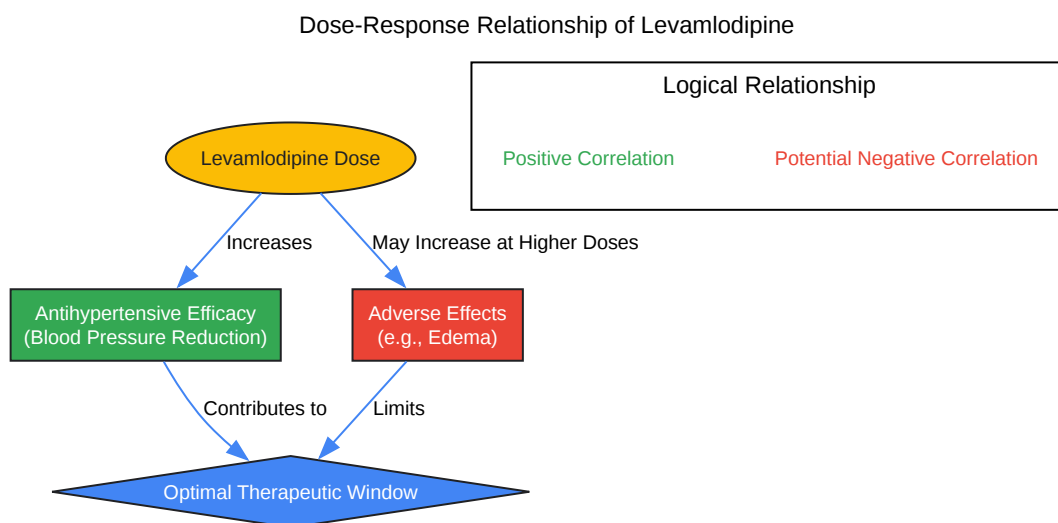 Dose-Response Relationship of Levamlodipine
Logical Relationship
Positive Correlation
Potential Negative Correlation
Levamlodipine Dose
Increases
May Increase at Higher Doses
Antihypertensive Efficacy
(Blood Pressure Reduction)
Adverse Effects
(e.g., Edema)
Contributes to
Limits
Optimal Therapeutic Window